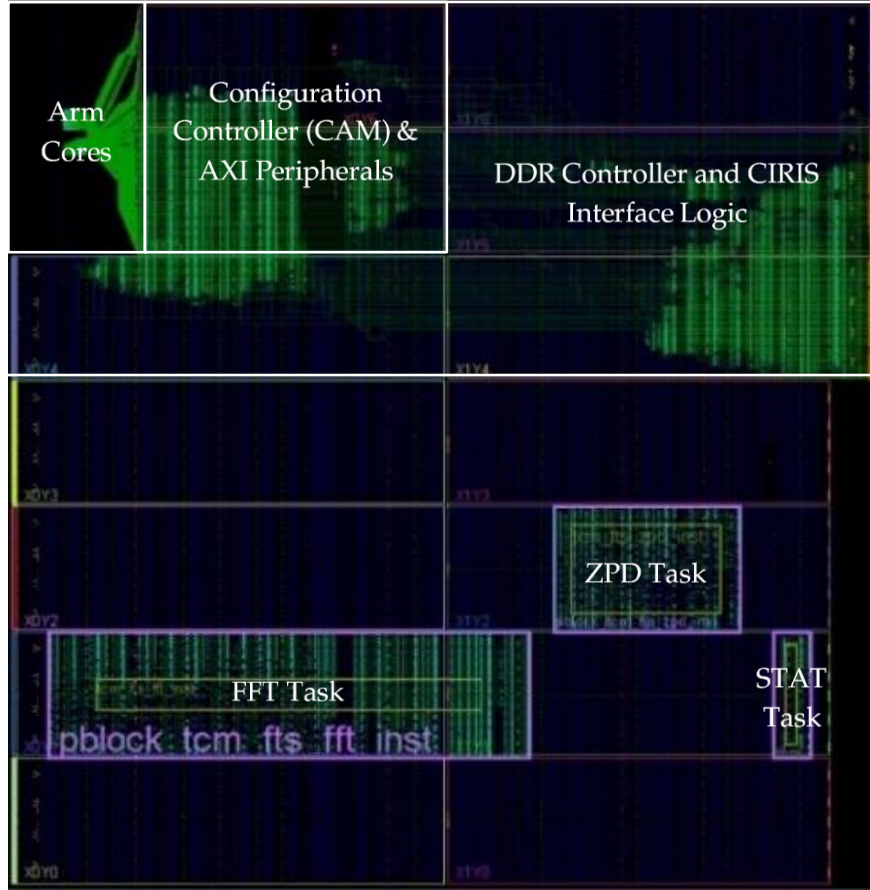 Arm
Cores
Configuration
Controller (CAM) &
AXI Peripherals
DDR Controller and CIRIS
Interface Logic
X1Y5
X0Y4
X1Y4
X0Y3
X1Y3
ZPD Task
X1Y2
X0Y2
FFT Task
STAT
Task
pblock tcm fts fft inst
X0Y0
X1Y0